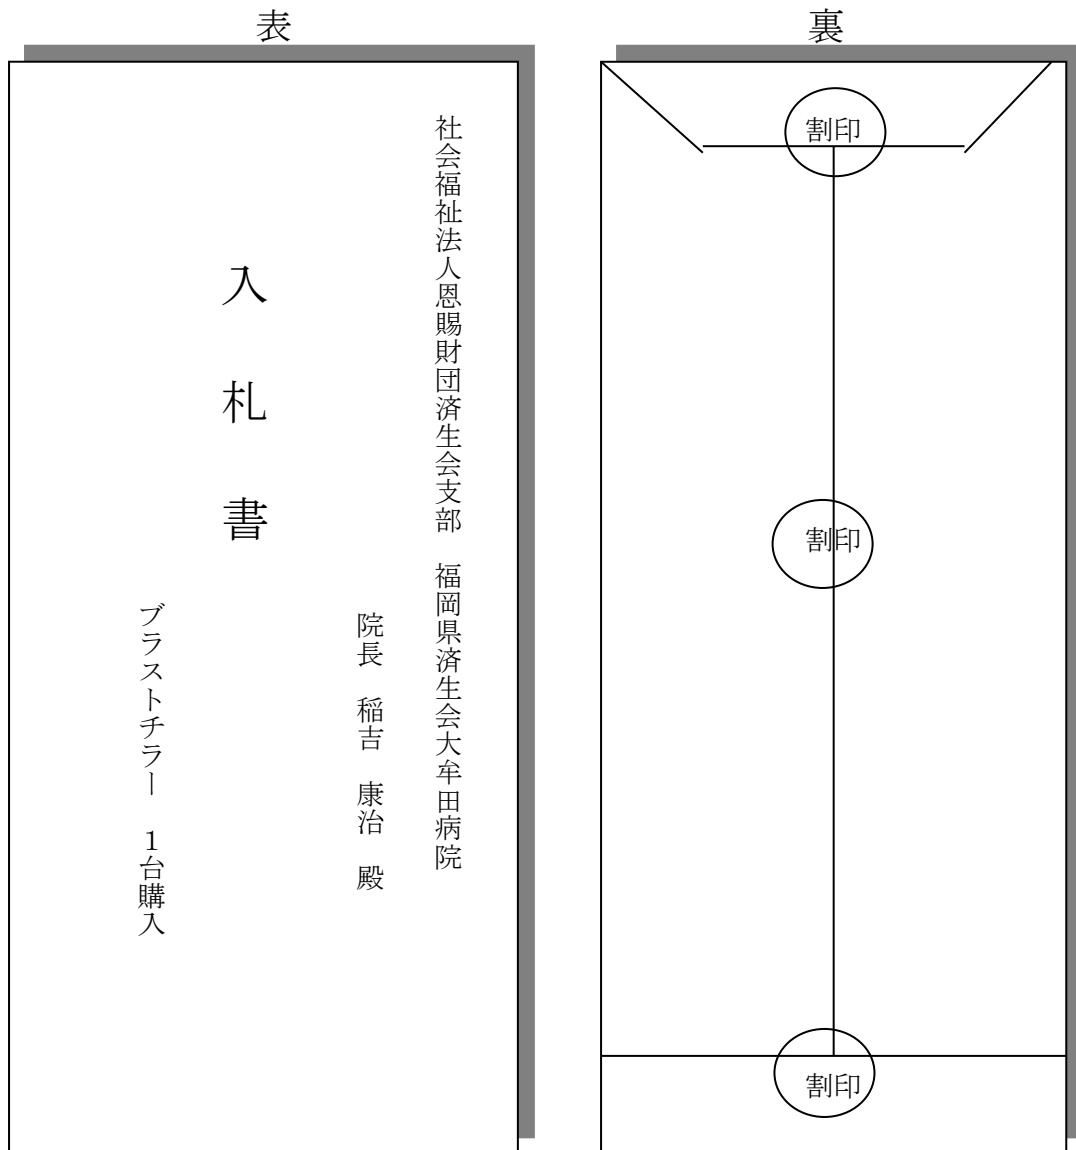 表
社会福祉法人恩賜財団済生会支部　福岡県済生会大牟田病院
院長　稲吉　康治　殿
入札書
ブラストチラー　１台購入
裏
割印
割印
割印